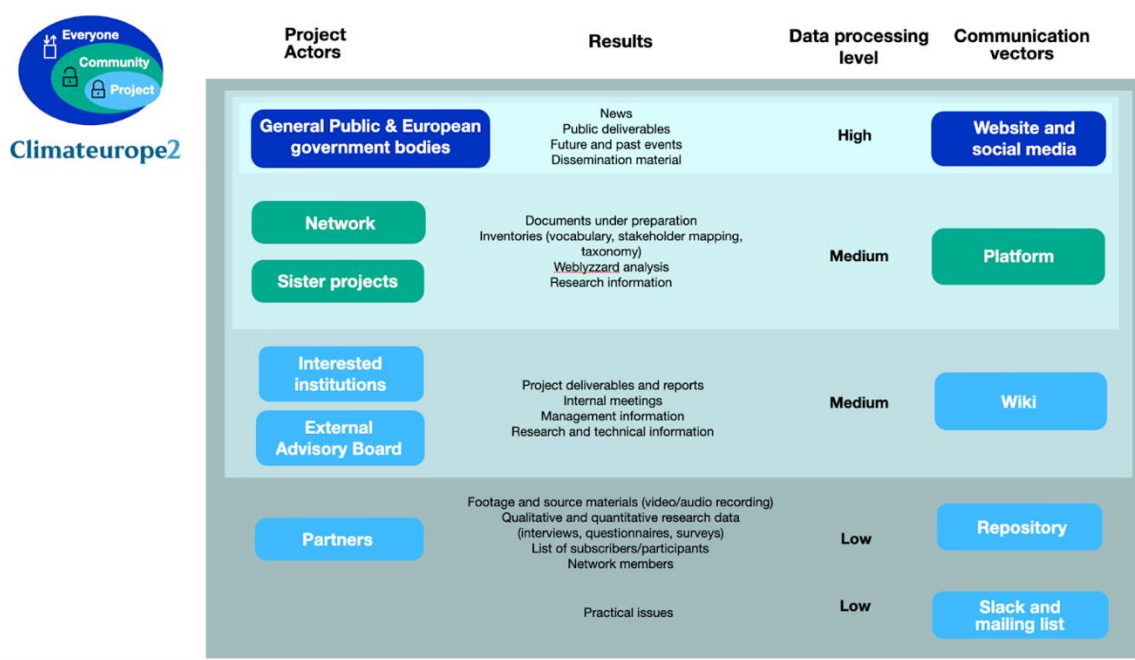 Everyone
Community
Project
Climateurope2
Project
Actors
Results
Data processing
level
Communication
vectors
General Public & European
government bodies
News
Public deliverables
Future and past events
Dissemination material
High
Website and
social media
Network
Sister projects
Documents under preparation
Inventories (vocabulary, stakeholder mapping,
taxonomy)
Weblyzzard analysis
Research information
Medium
Platform
Interested
institutions
External
Advisory Board
Project deliverables and reports
Internal meetings
Management information
Research and technical information
Medium
Wiki
Partners
Footage and source materials (video/audio recording)
Qualitative and quantitative research data
(interviews, questionnaires, surveys)
List of subscribers/participants
Network members
Low
Repository
Practical issues
Low
Slack and
mailing list